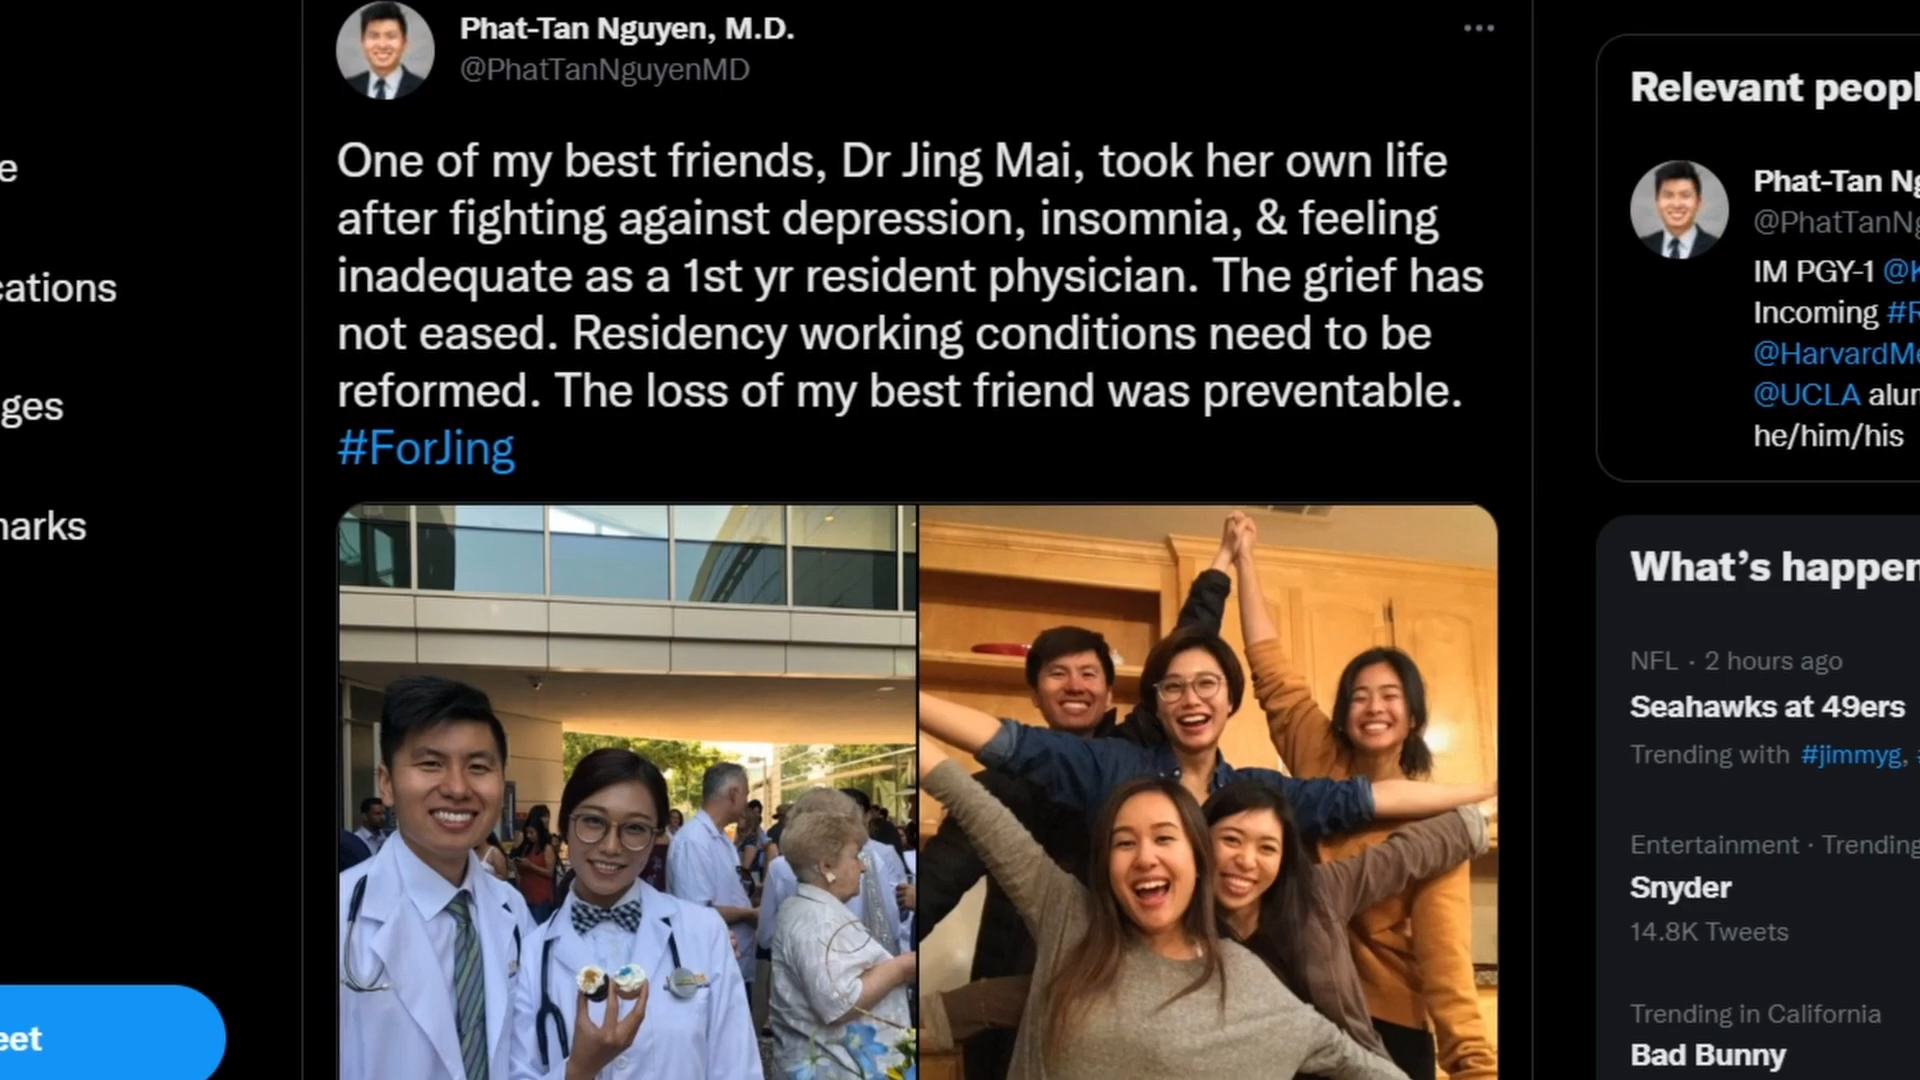 Phat-Tan Nguyen, M.D.
@PhatTanNguyenMD
One of my best friends, Dr Jing Mai, took her own life
after fighting against depression, insomnia, & feeling
inadequate as a 1st yr resident physician. The grief has
not eased. Residency working conditions need to be
reformed. The loss of my best friend was preventable.
#ForJing
e
cations
ges
narks
eet
Relevant peopl
Phat-Tan Ng
@PhatTanNg
IM PGY-1 @K
Incoming #R
@HarvardMe
@UCLA alun
he/him/his
What's happen
NFL · 2 hours ago
Seahawks at 49ers
Trending with #jimmyg,
Entertainment · Trending
Snyder
14.8K Tweets
Trending in California
Bad Bunny